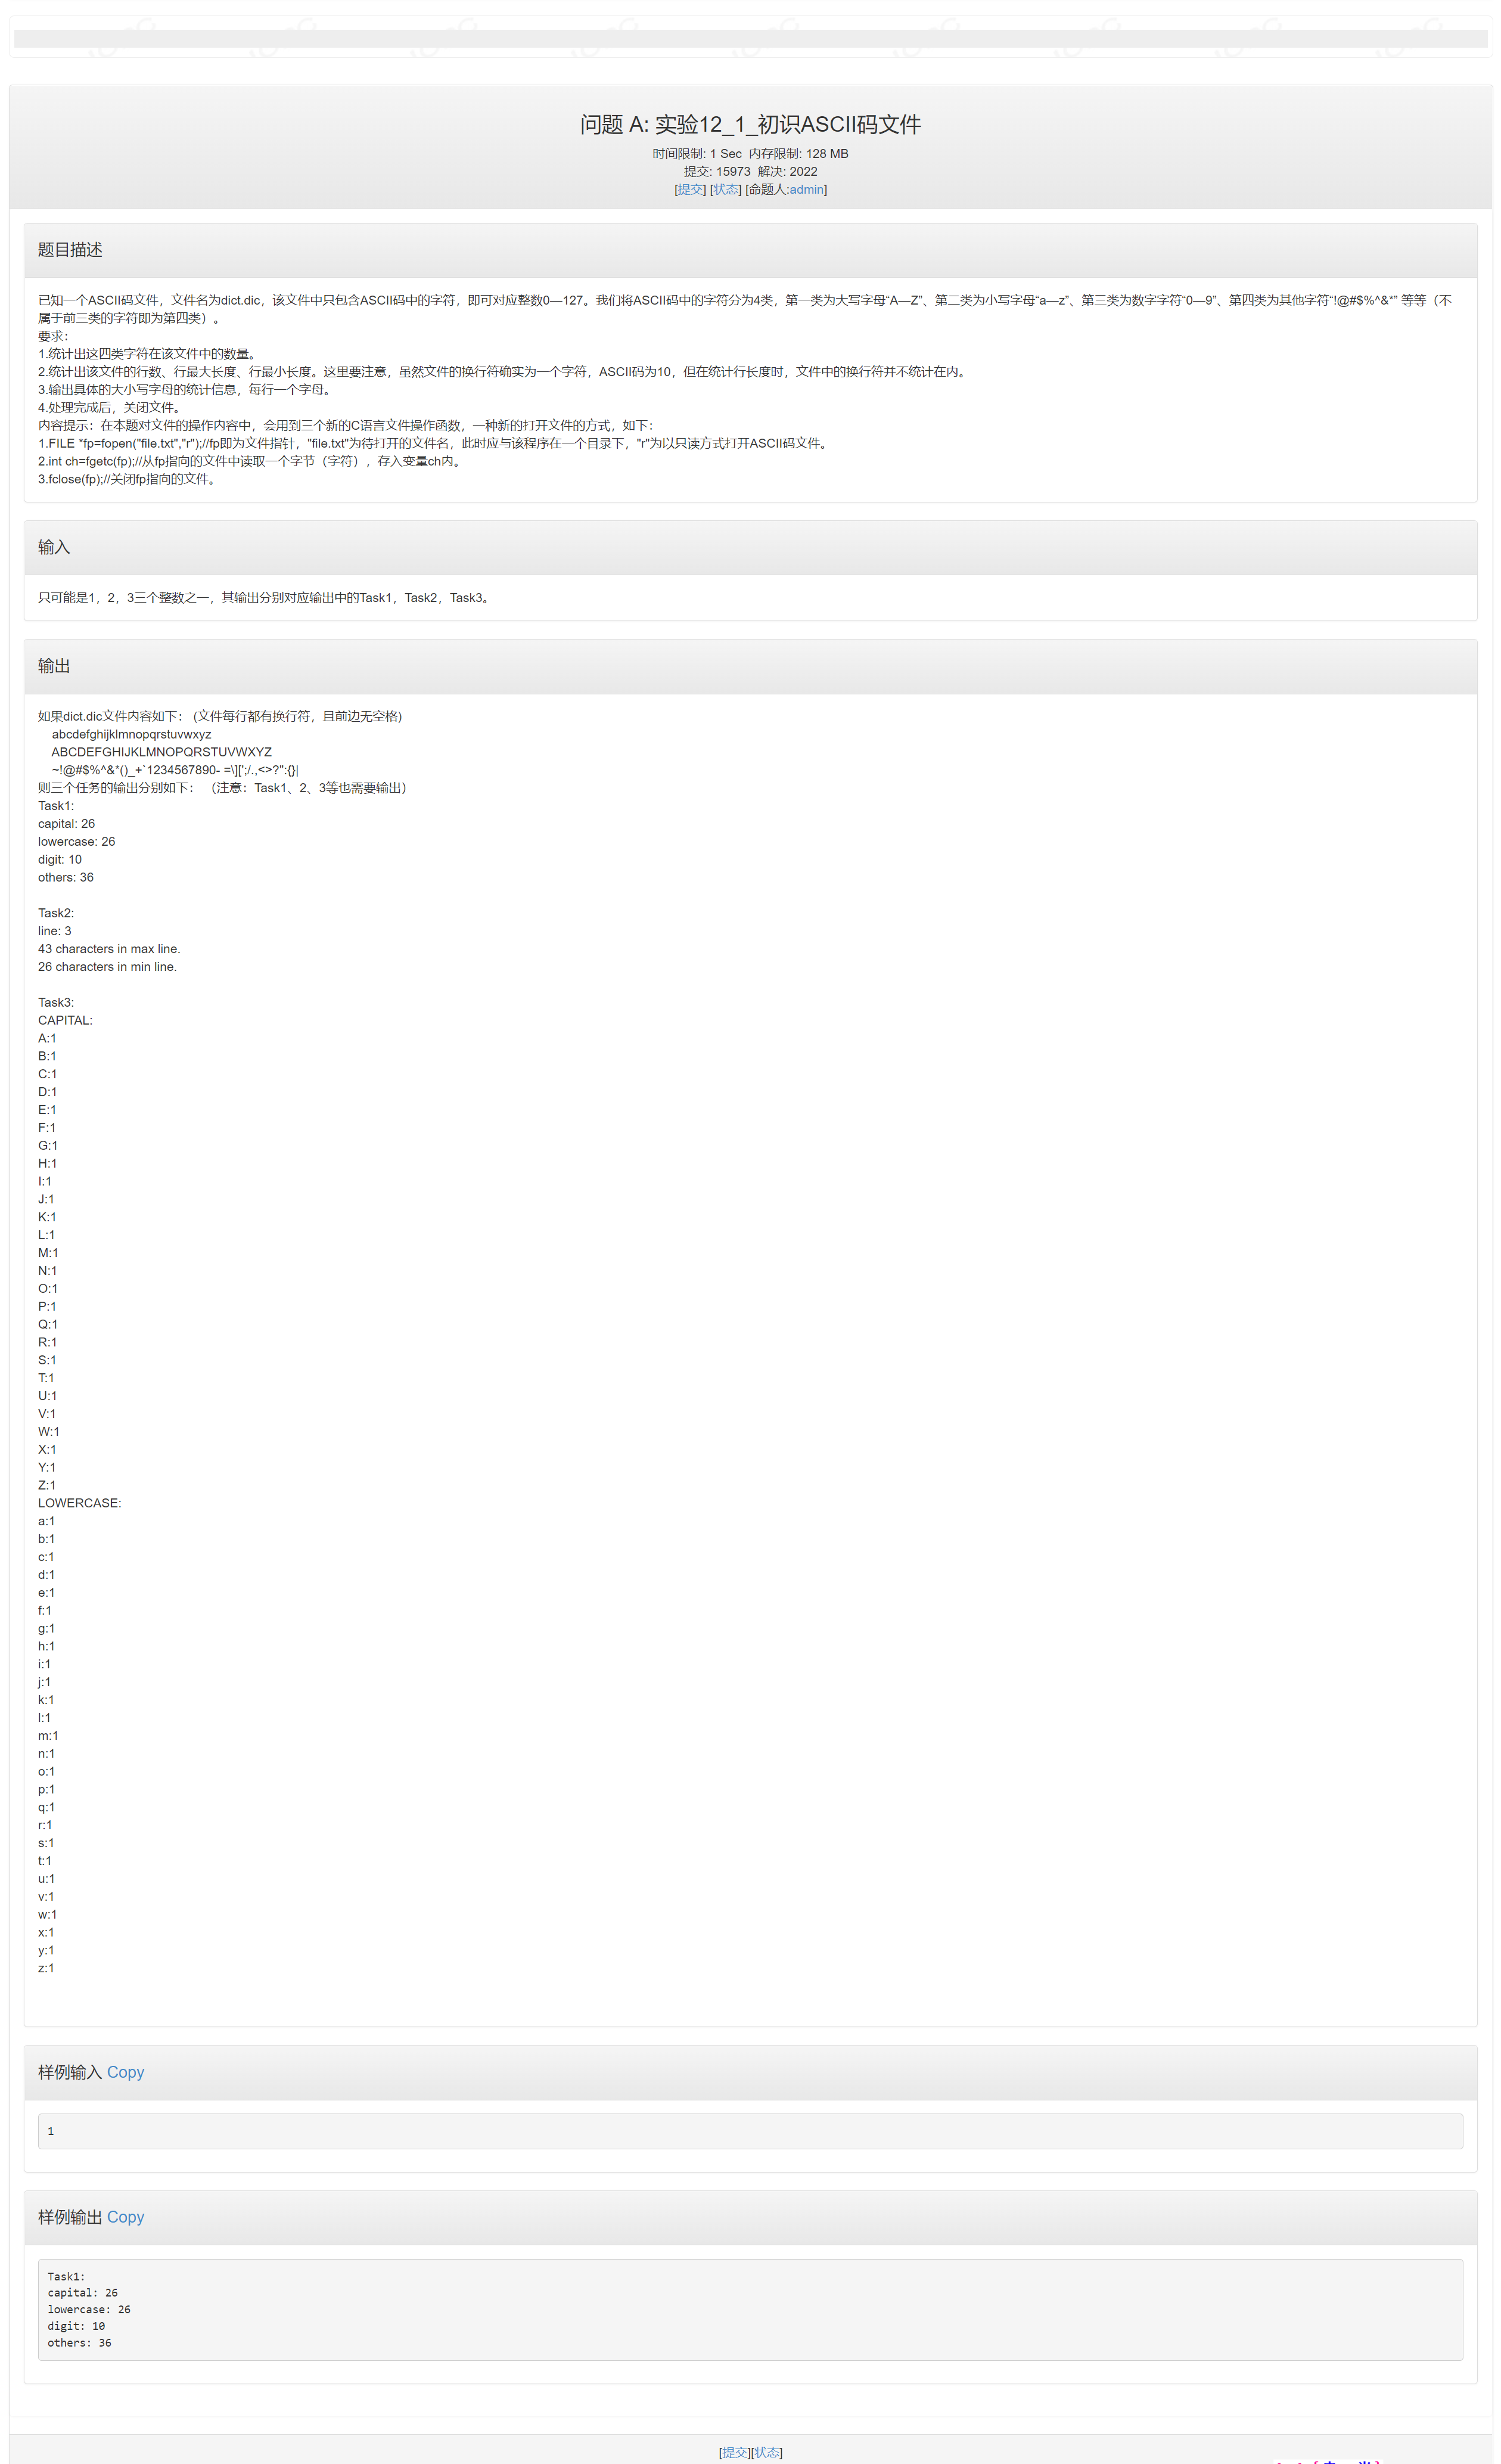 问题 A: 实验12_1_初识ASCII码文件
时间限制: 1 Sec  内存限制: 128 MB
提交: 15973  解决: 2022
[提交] [状态] [命题人:admin]
题目描述
已知一个ASCII码文件，文件名为dict.dic，该文件中只包含ASCII码中的字符，即可对应整数0—127。我们将ASCII码中的字符分为4类，第一类为大写字母“A—Z”、第二类为小写字母“a—z”、第三类为数字字符“0—9”、第四类为其他字符“!@#$%^&*” 等等（不
属于前三类的字符即为第四类）。
要求：
1.统计出这四类字符在该文件中的数量。
2.统计出该文件的行数、行最大长度、行最小长度。这里要注意，虽然文件的换行符确实为一个字符，ASCII码为10，但在统计行长度时，文件中的换行符并不统计在内。
3.输出具体的大小写字母的统计信息，每行一个字母。
4.处理完成后，关闭文件。
内容提示：在本题对文件的操作内容中，会用到三个新的C语言文件操作函数，一种新的打开文件的方式，如下：
1.FILE *fp=fopen("file.txt","r");//fp即为文件指针，"file.txt"为待打开的文件名，此时应与该程序在一个目录下，"r"为以只读方式打开ASCII码文件。
2.int ch=fgetc(fp);//从fp指向的文件中读取一个字节（字符），存入变量ch内。
3.fclose(fp);//关闭fp指向的文件。
输入
只可能是1，2，3三个整数之一，其输出分别对应输出中的Task1，Task2，Task3。
输出
如果dict.dic文件内容如下： (文件每行都有换行符，且前边无空格)
abcdefghijklmnopqrstuvwxyz
ABCDEFGHIJKLMNOPQRSTUVWXYZ
~!@#$%^&*()_+`1234567890- =\][';/.,<>?":{}|
则三个任务的输出分别如下： （注意：Task1、2、3等也需要输出）
Task1:
capital: 26
lowercase: 26
digit: 10
others: 36
Task2:
line: 3
43 characters in max line.
26 characters in min line.
Task3:
CAPITAL:
A:1
B:1
C:1
D:1
E:1
F:1
G:1
H:1
I:1
J:1
K:1
L:1
M:1
N:1
O:1
P:1
Q:1
R:1
S:1
T:1
U:1
V:1
W:1
X:1
Y:1
Z:1
LOWERCASE:
a:1
b:1
c:1
d:1
e:1
f:1
g:1
h:1
i:1
j:1
k:1
l:1
m:1
n:1
o:1
p:1
q:1
r:1
s:1
t:1
u:1
v:1
w:1
x:1
y:1
z:1
样例输入 Copy
1
样例输出 Copy
Task1:
capital: 26
lowercase: 26
digit: 10
others: 36
[提交][状态]